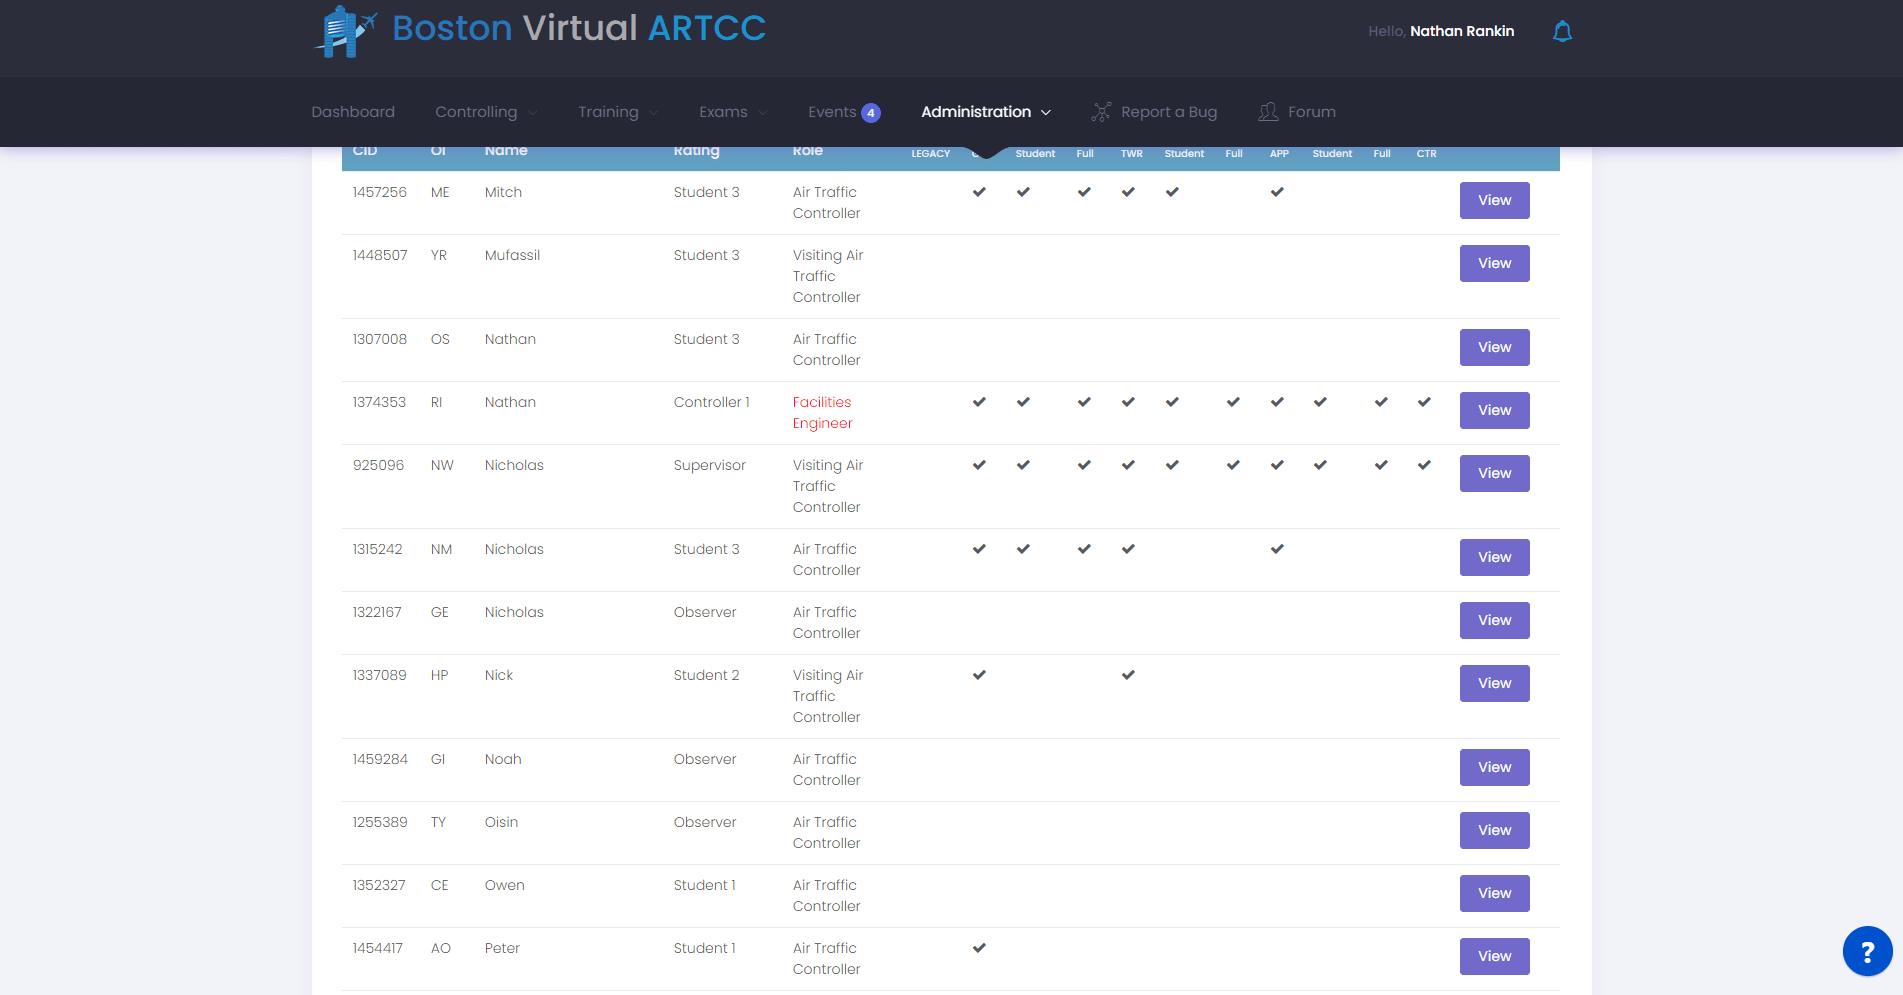 Boston Virtual ARTCC
Hello, Nathan Rankin
Dashboard Controlling Training Exams Events 4 Administration Report a Bug Forum
CID OI Name Rating Role LEGACY Student Full TWR Student Full APP Student Full CTR
1457256 ME Mitch Student 3 Air Traffic View
Controller
1448507 YR Mufassil Student 3 Visiting Air View
Traffic
Controller
1307008 OS Nathan Student 3 Air Traffic View
Controller
1374353 RI Nathan Controller 1 Facilities View
Engineer
925096 NW Nicholas Supervisor Visiting Air View
Traffic
Controller
1315242 NM Nicholas Student 3 Air Traffic View
Controller
1322167 GE Nicholas Observer Air Traffic View
Controller
1337089 HP Nick Student 2 Visiting Air View
Traffic
Controller
1459284 GI Noah Observer Air Traffic View
Controller
1255389 TY Oisin Observer Air Traffic View
Controller
1352327 CE Owen Student 1 Air Traffic View
Controller
1454417 AO Peter Student 1 Air Traffic View
Controller
?